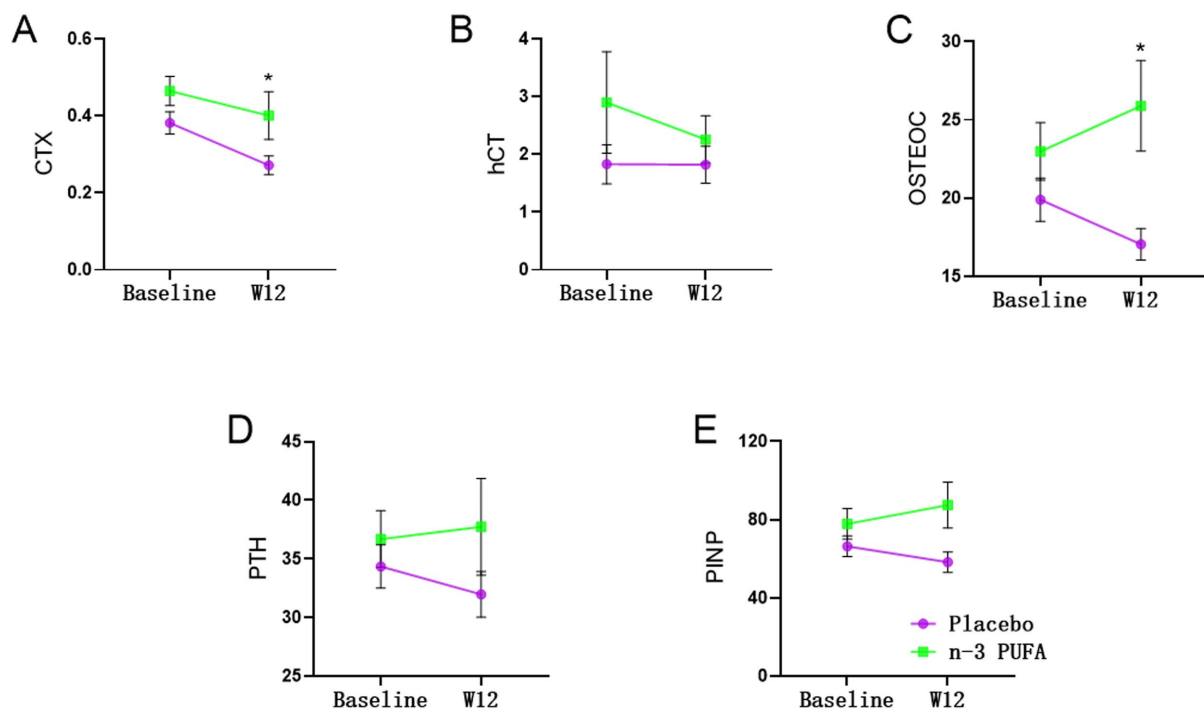 A
CTX
0.6
0.4
0.2
0.0
*
Baseline W12
B
hCT
4
3
2
1
0
Baseline W12
C
OSTEOC
30
25
20
15
*
Baseline W12
D
PTH
45
40
35
30
25
Baseline W12
E
PINP
120
80
40
0
Baseline W12
Placebo
n-3 PUFA